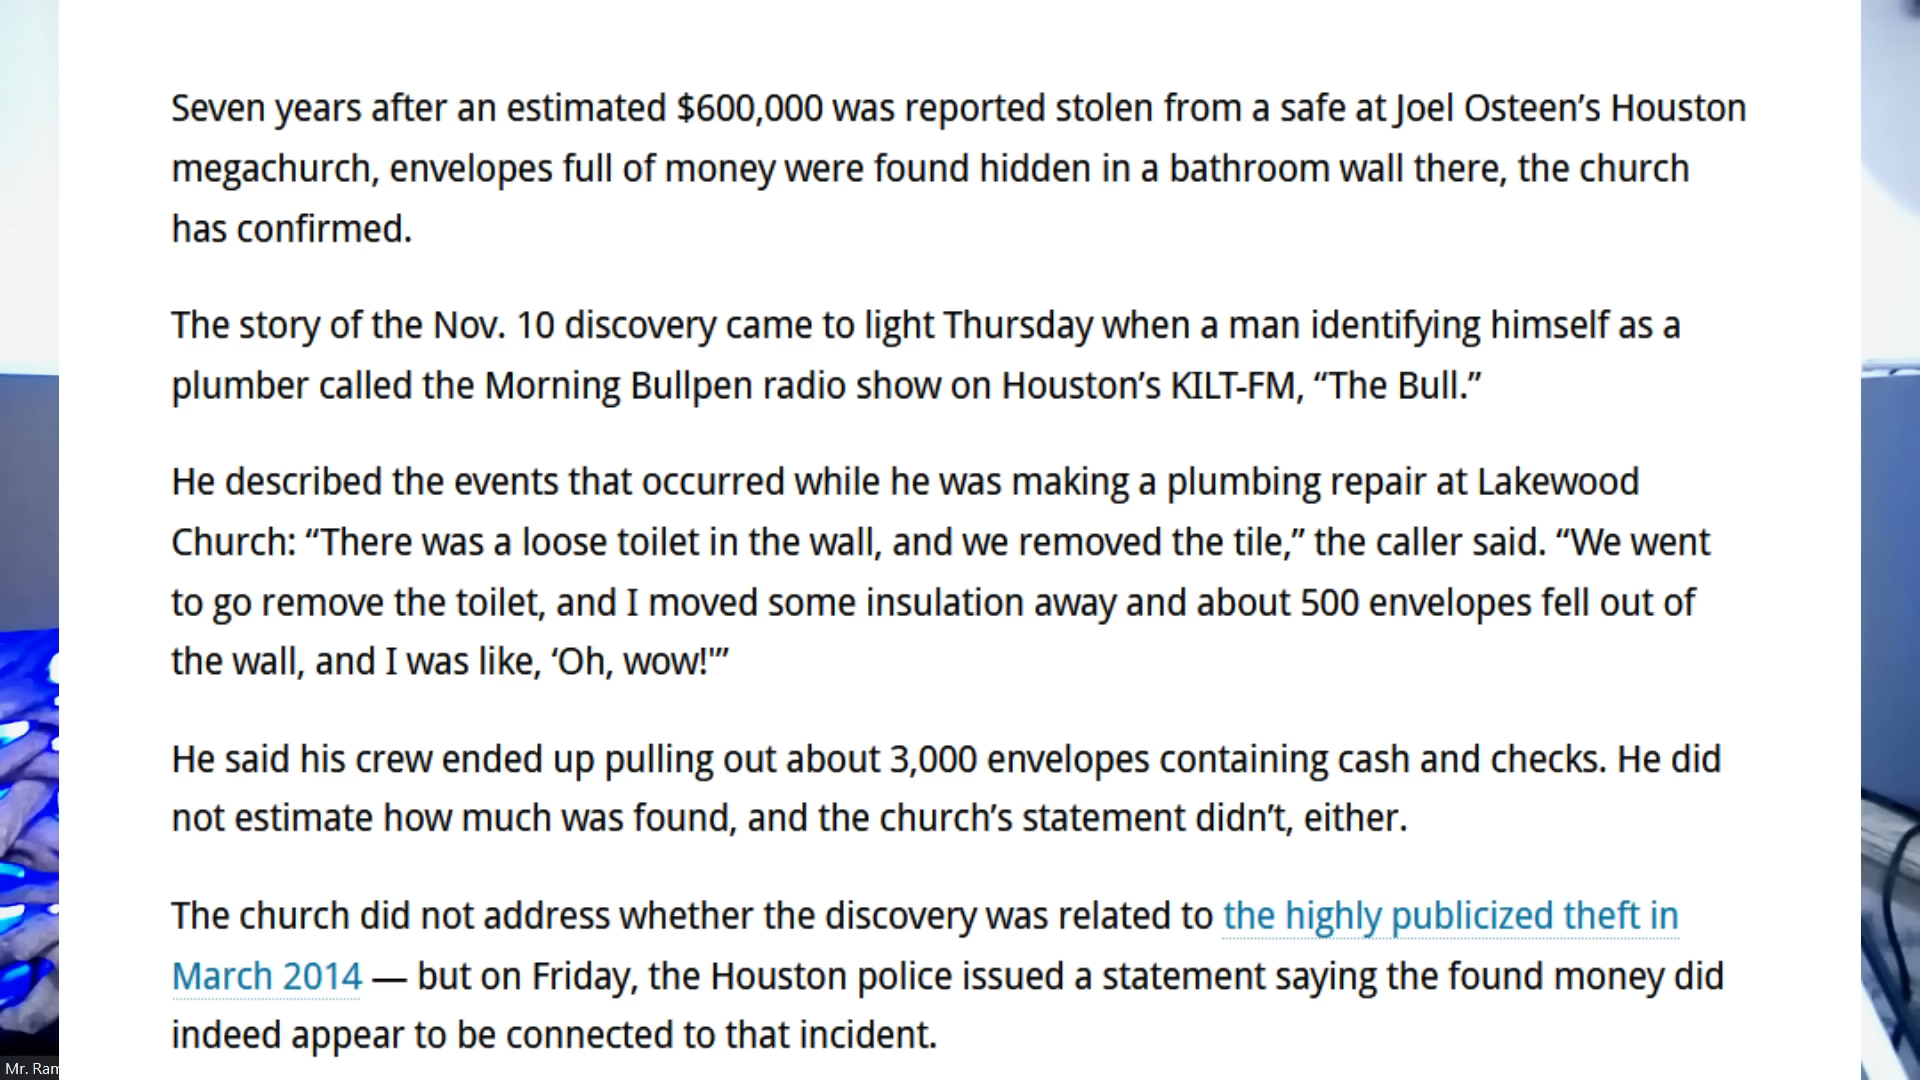 Seven years after an estimated $600,000 was reported stolen from a safe at Joel Osteen’s Houston
megachurch, envelopes full of money were found hidden in a bathroom wall there, the church
has confirmed.
The story of the Nov. 10 discovery came to light Thursday when a man identifying himself as a
plumber called the Morning Bullpen radio show on Houston’s KILT-FM, “The Bull.”
He described the events that occurred while he was making a plumbing repair at Lakewood
Church: “There was a loose toilet in the wall, and we removed the tile,” the caller said. “We went
to go remove the toilet, and I moved some insulation away and about 500 envelopes fell out of
the wall, and I was like, ‘Oh, wow!'”
He said his crew ended up pulling out about 3,000 envelopes containing cash and checks. He did
not estimate how much was found, and the church’s statement didn’t, either.
The church did not address whether the discovery was related to the highly publicized theft in
March 2014 — but on Friday, the Houston police issued a statement saying the found money did
indeed appear to be connected to that incident.
Mr. Ram